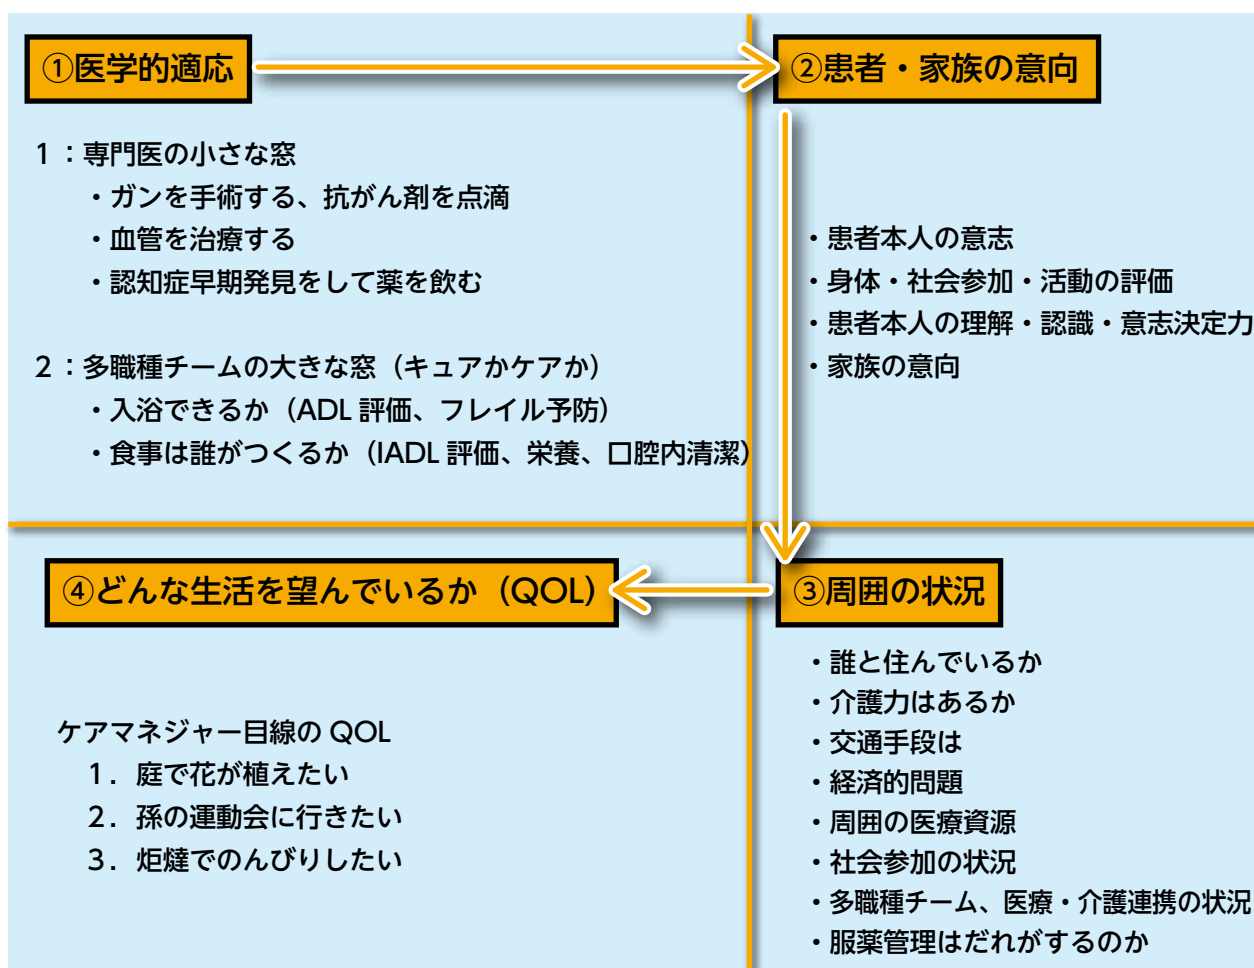 ①医学的適応
1：専門医の小さな窓
・ガンを手術する、抗がん剤を点滴
・血管を治療する
・認知症早期発見をして薬を飲む
2：多職種チームの大きな窓（キュアかケアか）
・入浴できるか（ADL 評価、フレイル予防）
・食事は誰がつくるか（IADL 評価、栄養、口腔内清潔）
②患者・家族の意向
・患者本人の意志
・身体・社会参加・活動の評価
・患者本人の理解・認識・意志決定力
・家族の意向
③周囲の状況
・誰と住んでいるか
・介護力はあるか
・交通手段は
・経済的問題
・周囲の医療資源
・社会参加の状況
・多職種チーム、医療・介護連携の状況
・服薬管理はだれがするのか
④どんな生活を望んでいるか（QOL）
ケアマネジャー目線の QOL
1．庭で花が植えたい
2．孫の運動会に行きたい
3．炬燵でのんびりしたい